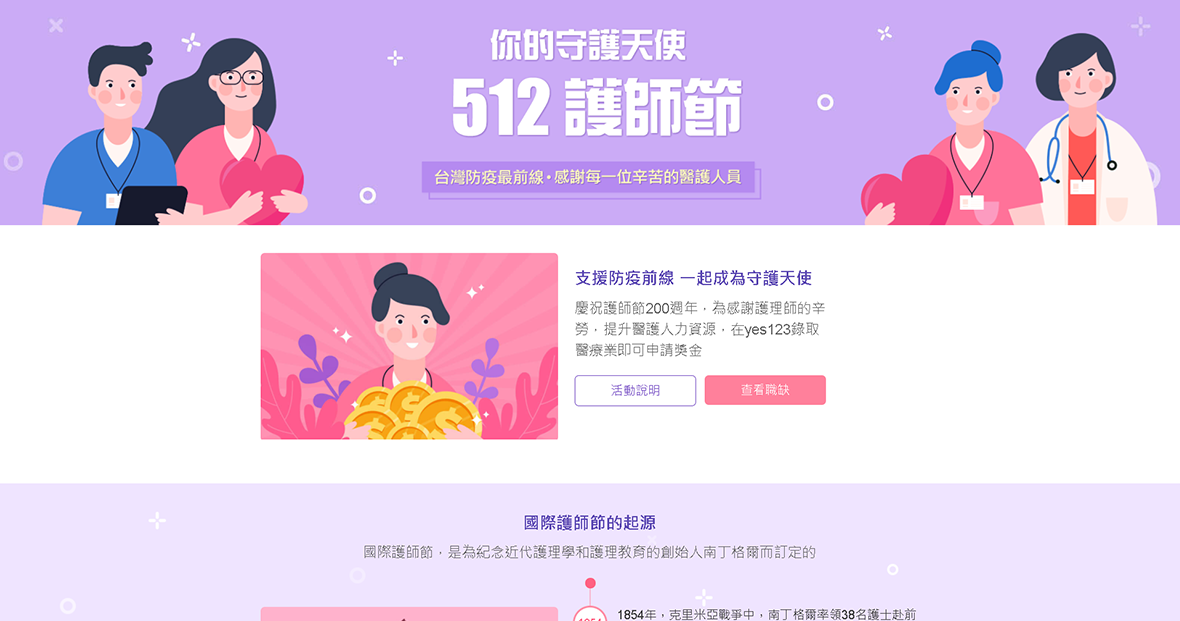 你的守護天使
512 護師節
台灣防疫最前線•感謝每一位辛苦的醫護人員
支援防疫前線 一起成為守護天使
慶祝護師節200週年，為感謝護理師的辛
勞，提升醫護人力資源，在yes123錄取
醫療業即可申請獎金
活動說明
查看職缺
國際護師節的起源
國際護師節，是為紀念近代護理學和護理教育的創始人南丁格爾而訂定的
1854年，克里米亞戰爭中，南丁格爾率領38名護士赴前